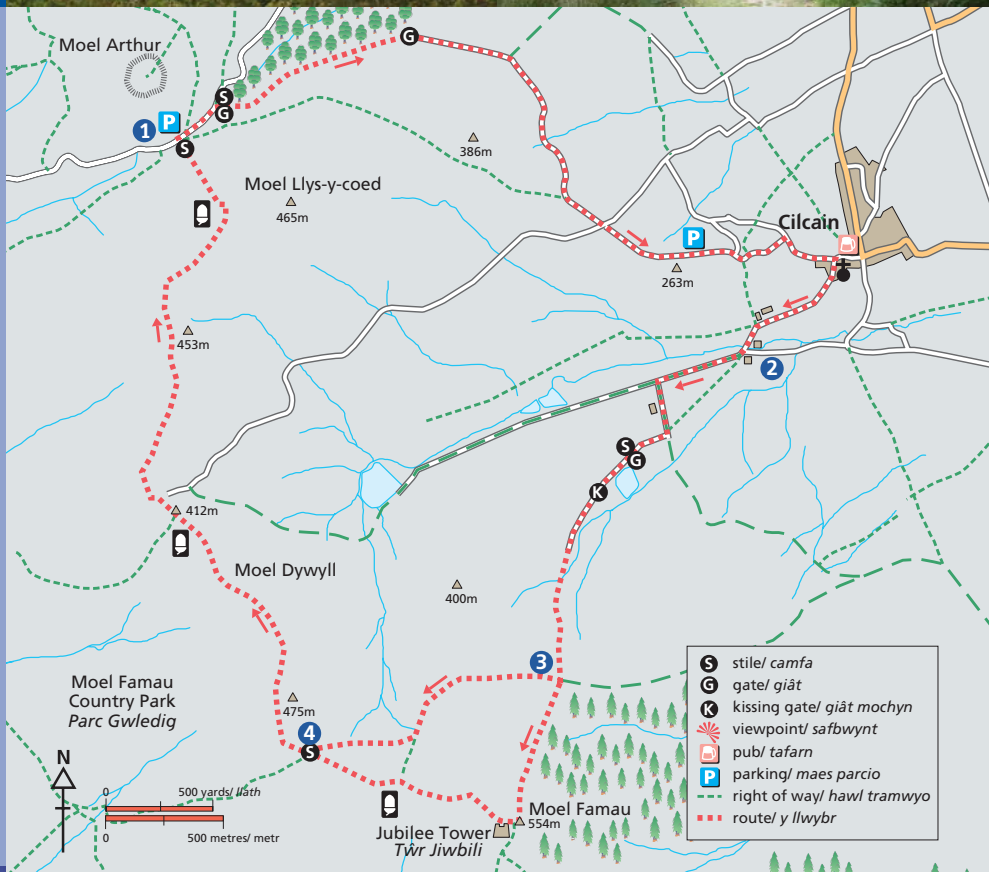 Moel Arthur
G
S
G
P
1
S
386m
Moel Llys-y-coed
465m
Cilcain
P
263m
453m
2
S
G
K
412m
Moel Dywyll
400m
3
Moel Famau
Country Park
Parc Gwledig
475m
4
S
N
0 500 yards/ llath
0 500 metres/ metr
Moel Famau
554m
Jubilee Tower
Tŵr Jiwbili
S stile/ camfa
G gate/ giât
K kissing gate/ giât mochyn
viewpoint/ safbwynt
pub/ tafarn
P parking/ maes parcio
right of way/ hawl tramwyo
route/ y llwybr